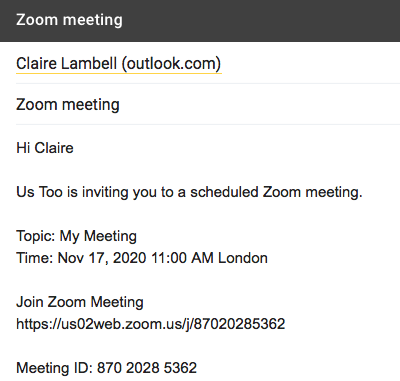 Zoom meeting
Claire Lambell (outlook.com)
Zoom meeting
Hi Claire
Us Too is inviting you to a scheduled Zoom meeting.
Topic: My Meeting
Time: Nov 17, 2020 11:00 AM London
Join Zoom Meeting
https://us02web.zoom.us/j/87020285362
Meeting ID: 870 2028 5362